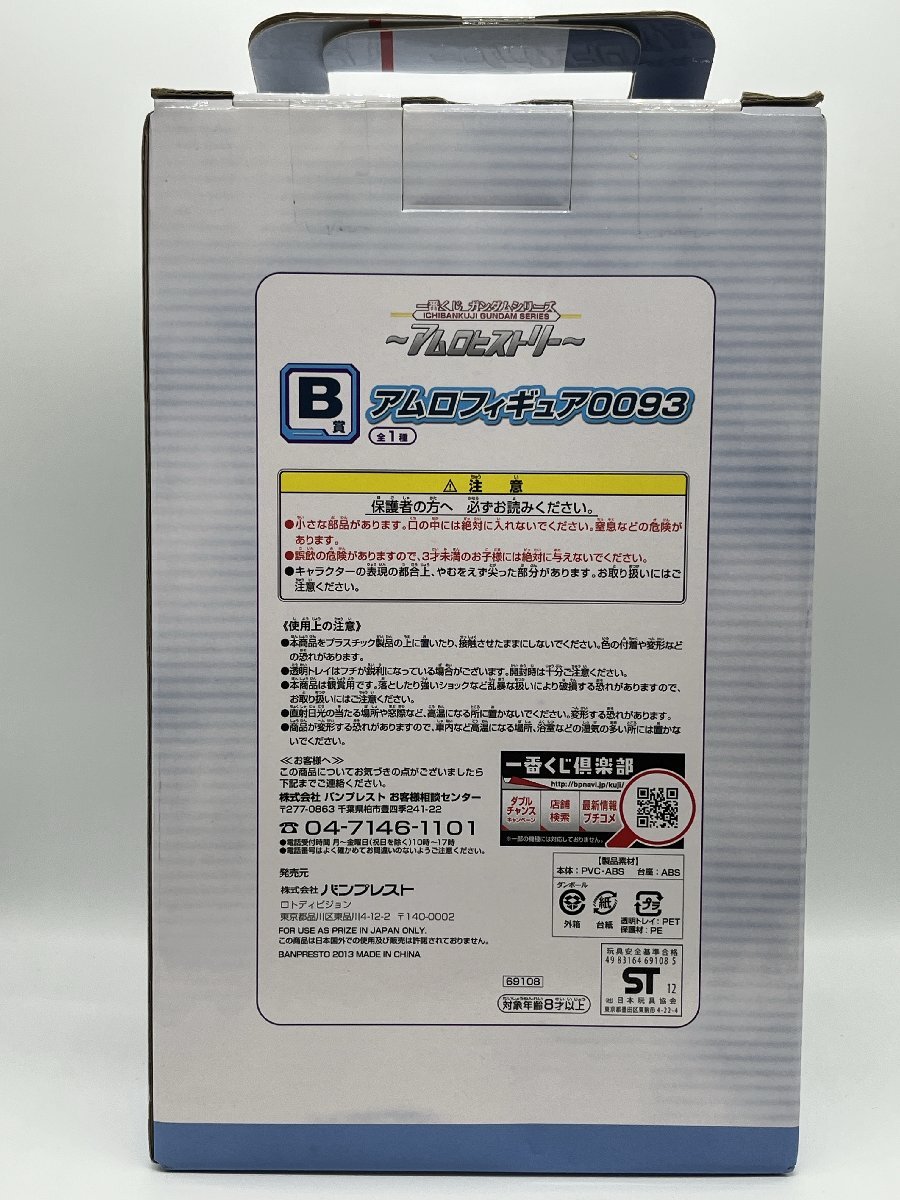 一番くじ ガンダムシリーズ
ICHIBANKUJI GUNDAM SERIES
～アムロヒストリー～
B賞
アムロフィギュア0093
全1種
⚠ 注意
保護者の方へ 必ずお読みください。
●小さな部品があります。口の中には絶対に入れないでください。窒息などの危険が
あります。
●誤飲の危険がありますので、3才未満のお子様には絶対に与えないでください。
●キャラクターの表現の都合上、やむをえず尖った部分があります。お取り扱いにはご
注意ください。
《使用上の注意》
●本商品をプラスチック製品の上に置いたり、接触させたままにしないでください。色の付着や変形など
の恐れがあります。
●透明トレイはフチが鋭利になっている場合がございます。開封時は十分ご注意ください。
●本商品は観賞用です。落としたり強いショックなど乱暴な扱いにより破損する恐れがありますので、
お取り扱いにはご注意ください。
●直射日光の当たる場所や窓際など、高温になる所に置かないでください。変形する恐れがあります。
●商品が変形する恐れがありますので、車内など高温になる場所、浴室などの湿気の多い所には置かな
いでください。
≪お客様へ≫
この商品についてお気づきの点がございましたら
下記までご連絡ください。
株式会社 バンプレスト お客様相談センター
〒277-0863 千葉県柏市豊四季241-22
☎ 04-7146-1101
●電話受付時間 月～金曜日(祝日を除く)10時～17時
●電話番号はよく確かめてお間違いのないようご注意ください。
一番くじ倶楽部
http://bpnavi.jp/kuji/
ダブル
チャンス
キャンペーン
店舗
検索
最新情報
プチコメ
※一部の機種には対応しておりません。
発売元
株式会社 バンプレスト
ロトディビジョン
東京都品川区東品川4-12-2 〒140-0002
FOR USE AS PRIZE IN JAPAN ONLY.
この商品は日本国外での使用及び販売は許諾されておりません。
BANPRESTO 2013 MADE IN CHINA
【製品素材】
本体：PVC・ABS 台座：ABS
ダンボール
外箱
紙
台紙
プラ
透明トレイ：PET
保護材：PE
玩具安全基準合格
49 83164 69108 5
ST 12
(社)日本玩具協会
東京都墨田区東駒形4-22-4
69108
対象年齢8才以上